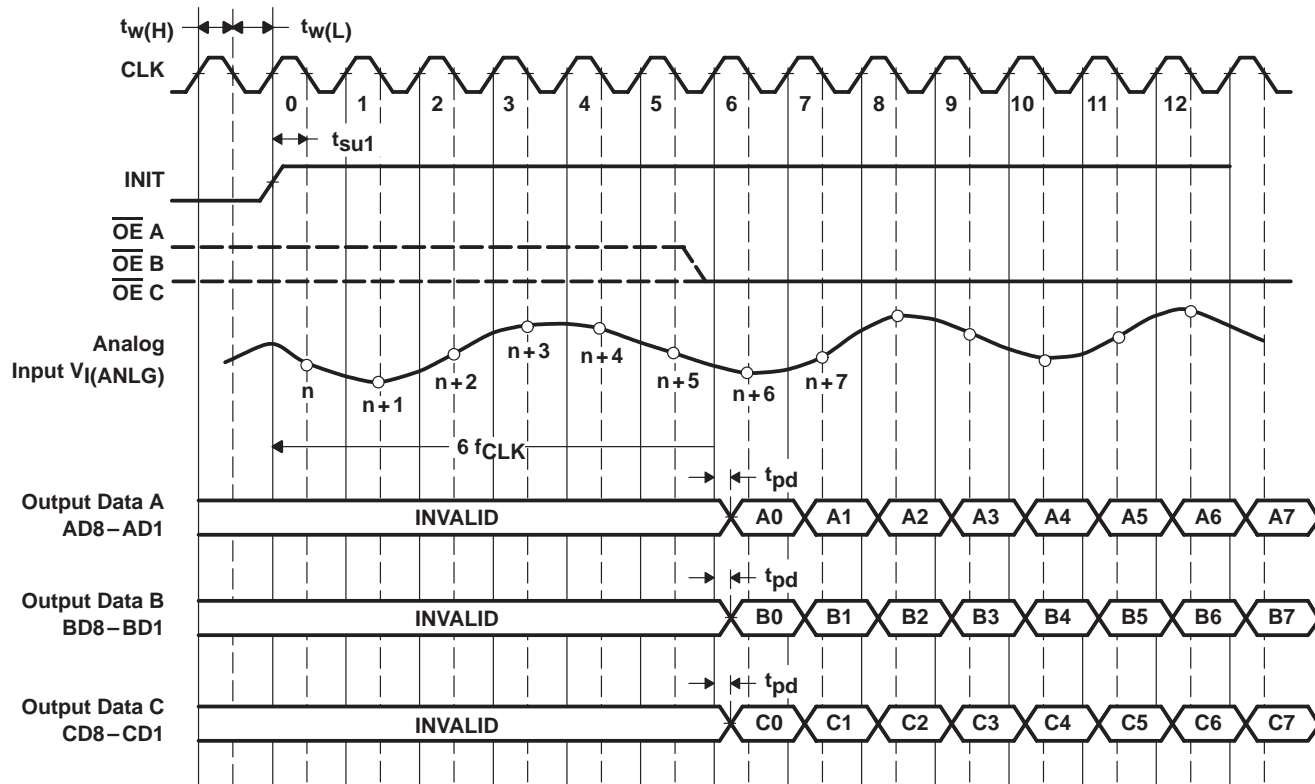 tw(H)
tw(L)
CLK
0 1 2 3 4 5 6 7 8 9 10 11 12
tsu1
INIT
OE A
OE B
OE C
Analog
Input VI(ANLG)
n
n+1
n+2
n+3
n+4
n+5
n+6
n+7
6 fCLK
tpd
Output Data A
AD8–AD1
INVALID
A0 A1 A2 A3 A4 A5 A6 A7
tpd
Output Data B
BD8–BD1
INVALID
B0 B1 B2 B3 B4 B5 B6 B7
tpd
Output Data C
CD8–CD1
INVALID
C0 C1 C2 C3 C4 C5 C6 C7